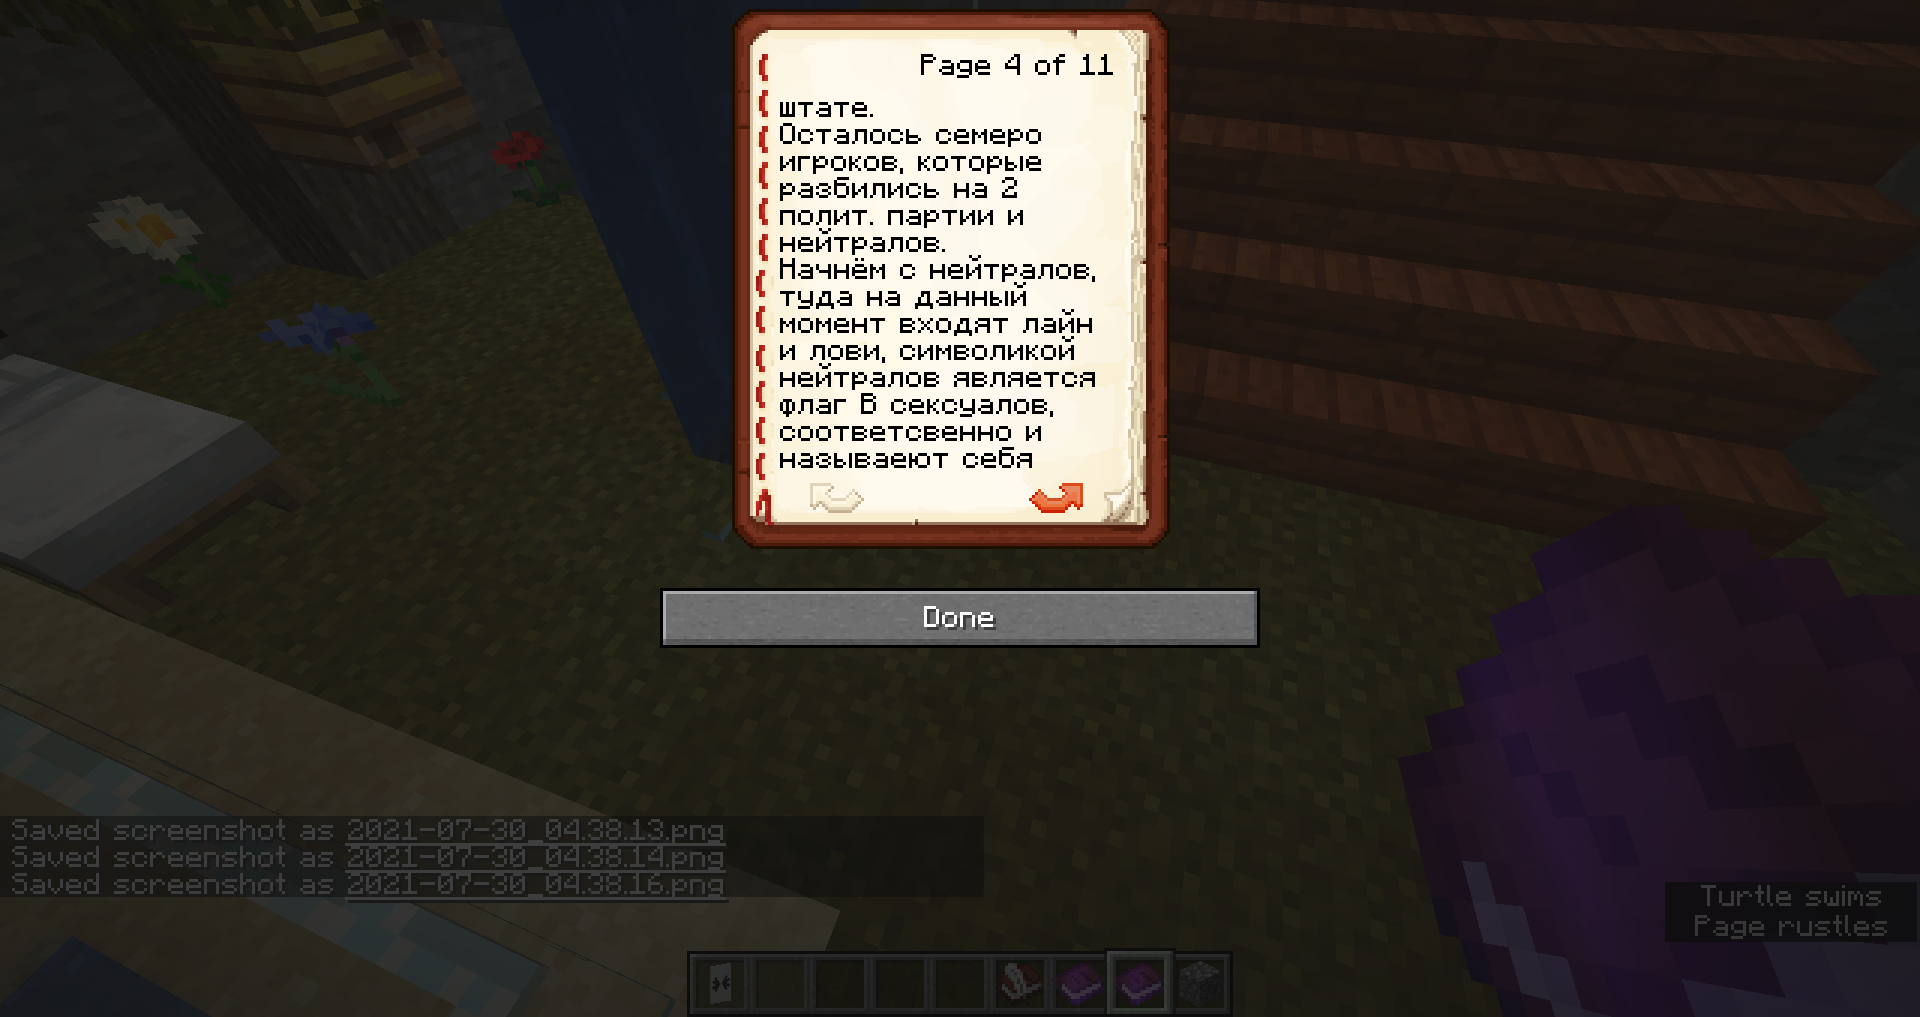 Page 4 of 11
штате.
Осталось семеро
игроков, которые
разбились на 2
полит. партии и
нейтралов.
Начнём с нейтралов,
туда на данный
момент входят лайн
и лови, символикой
нейтралов является
флаг В сексуалов,
соответсвенно и
называеют себя
Done
Saved screenshot as 2021-07-30_04.38.13.png
Saved screenshot as 2021-07-30_04.38.14.png
Saved screenshot as 2021-07-30_04.38.16.png
Turtle swims
Page rustles